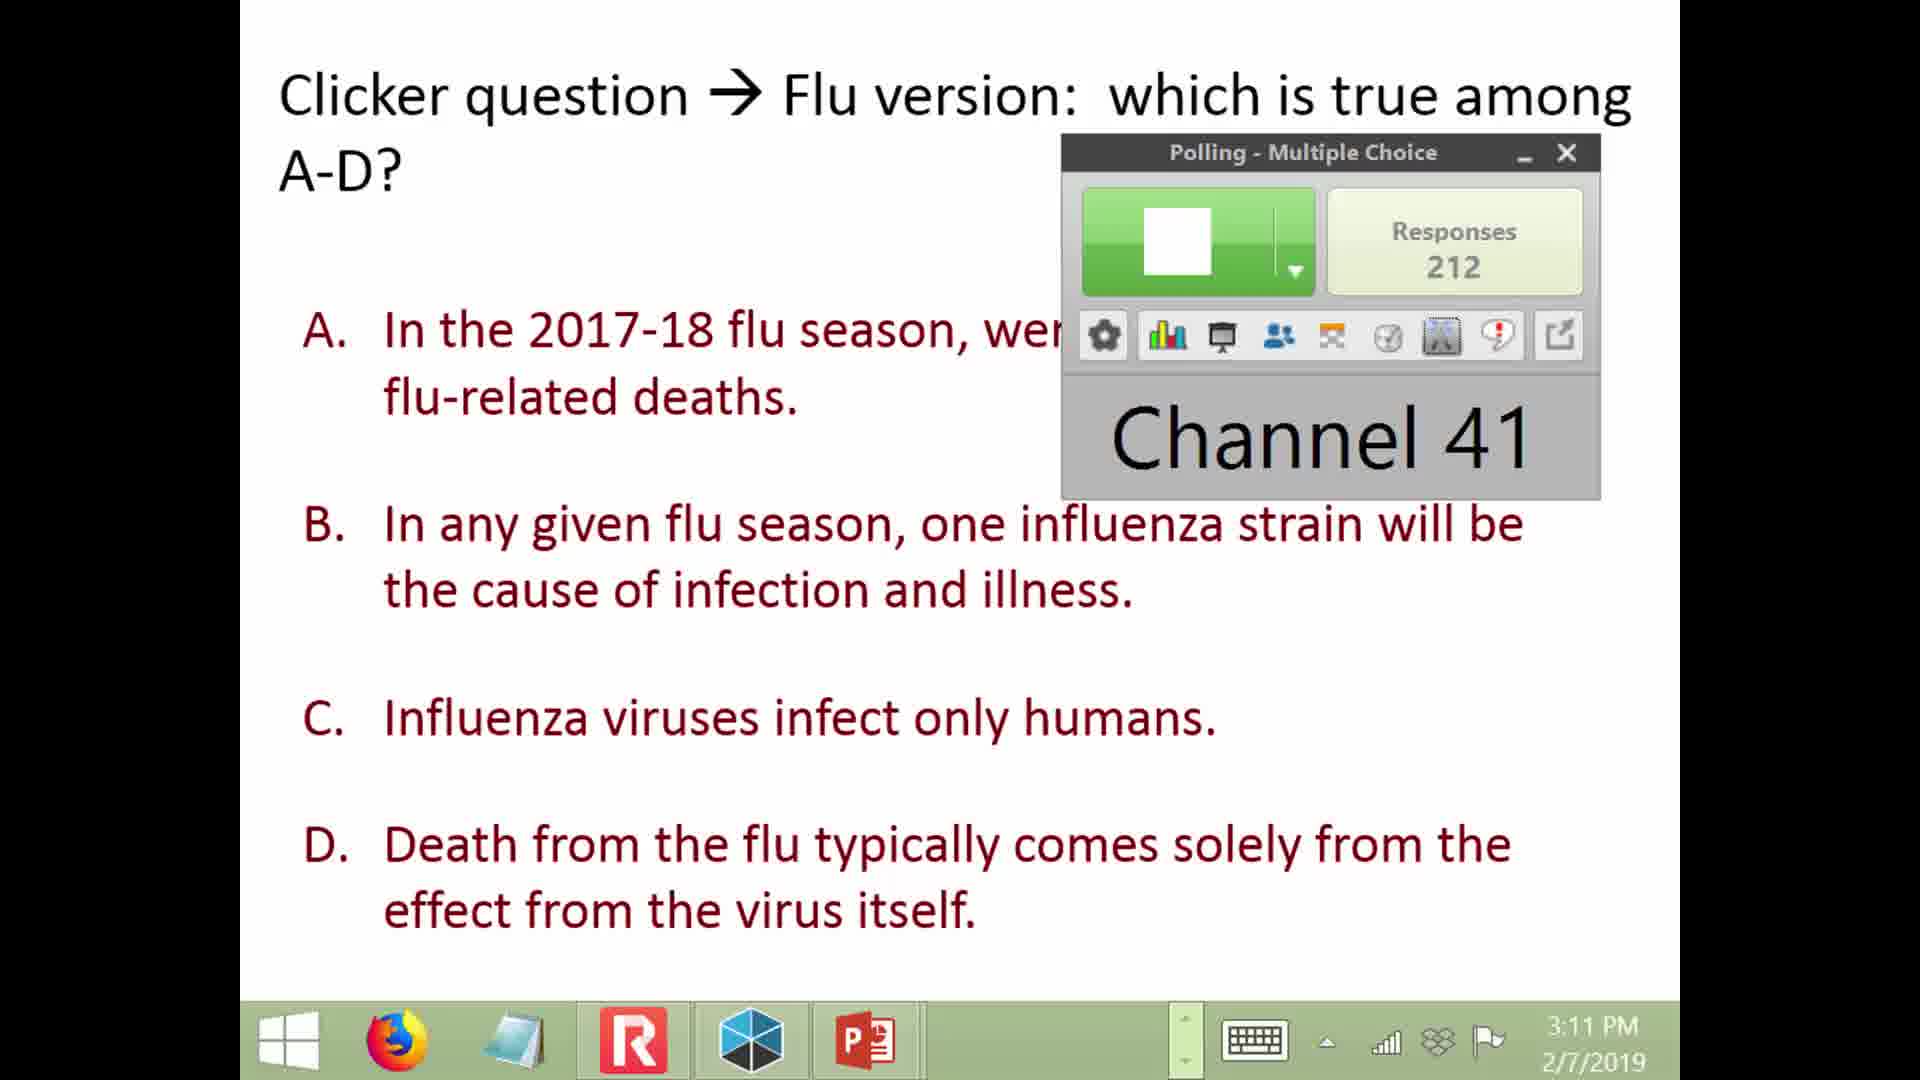 Clicker question → Flu version:  which is true among
A-D?
Polling - Multiple Choice
Responses
212
Channel 41
A. In the 2017-18 flu season,
flu-related deaths.
B. In any given flu season, one influenza strain will be
the cause of infection and illness.
C. Influenza viruses infect only humans.
D. Death from the flu typically comes solely from the
effect from the virus itself.
3:11 PM
2/7/2019